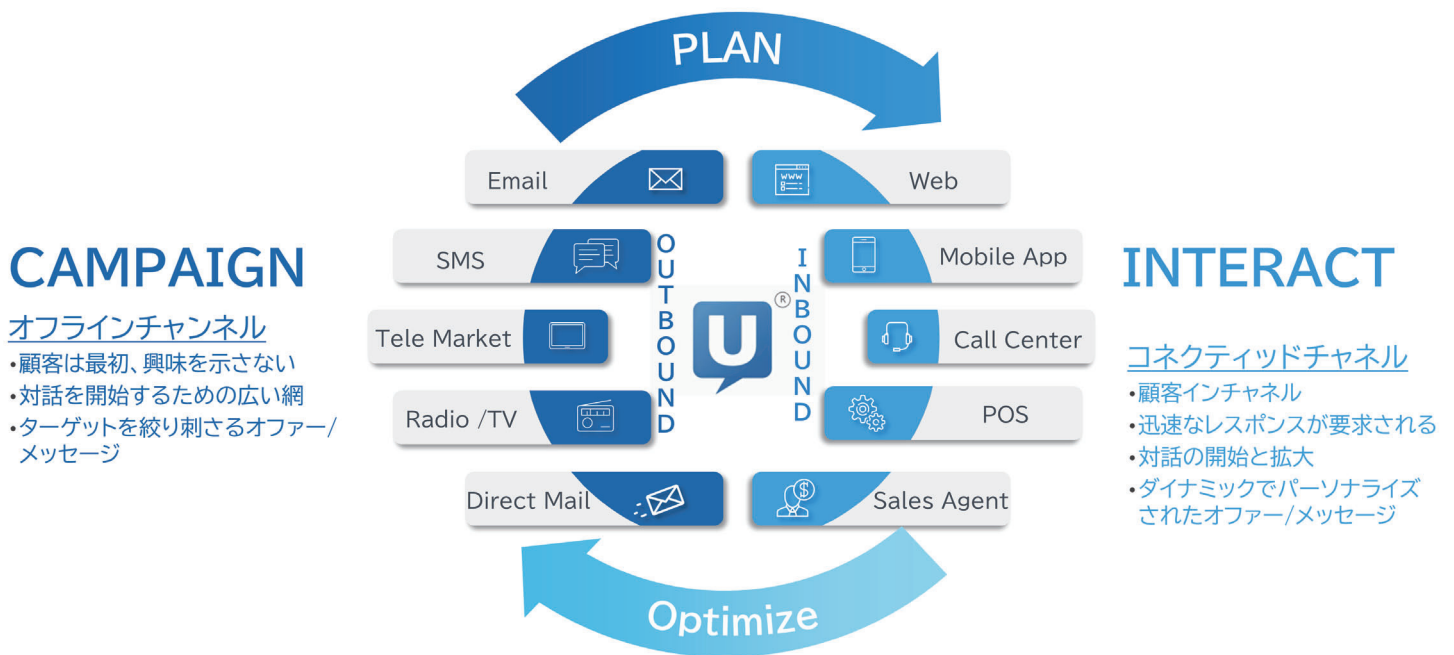 PLAN
CAMPAIGN
オフラインチャンネル
•顧客は最初、興味を示さない
•対話を開始するための広い網
•ターゲットを絞り刺さるオファー/
メッセージ
Email
SMS
Tele Market
Radio /TV
Direct Mail
OUTBOUND
U®
INBOUND
www
Web
Mobile App
Call Center
POS
$
Sales Agent
INTERACT
コネクティッドチャネル
•顧客インチャネル
•迅速なレスポンスが要求される
•対話の開始と拡大
•ダイナミックでパーソナライズ
されたオファー/メッセージ
Optimize